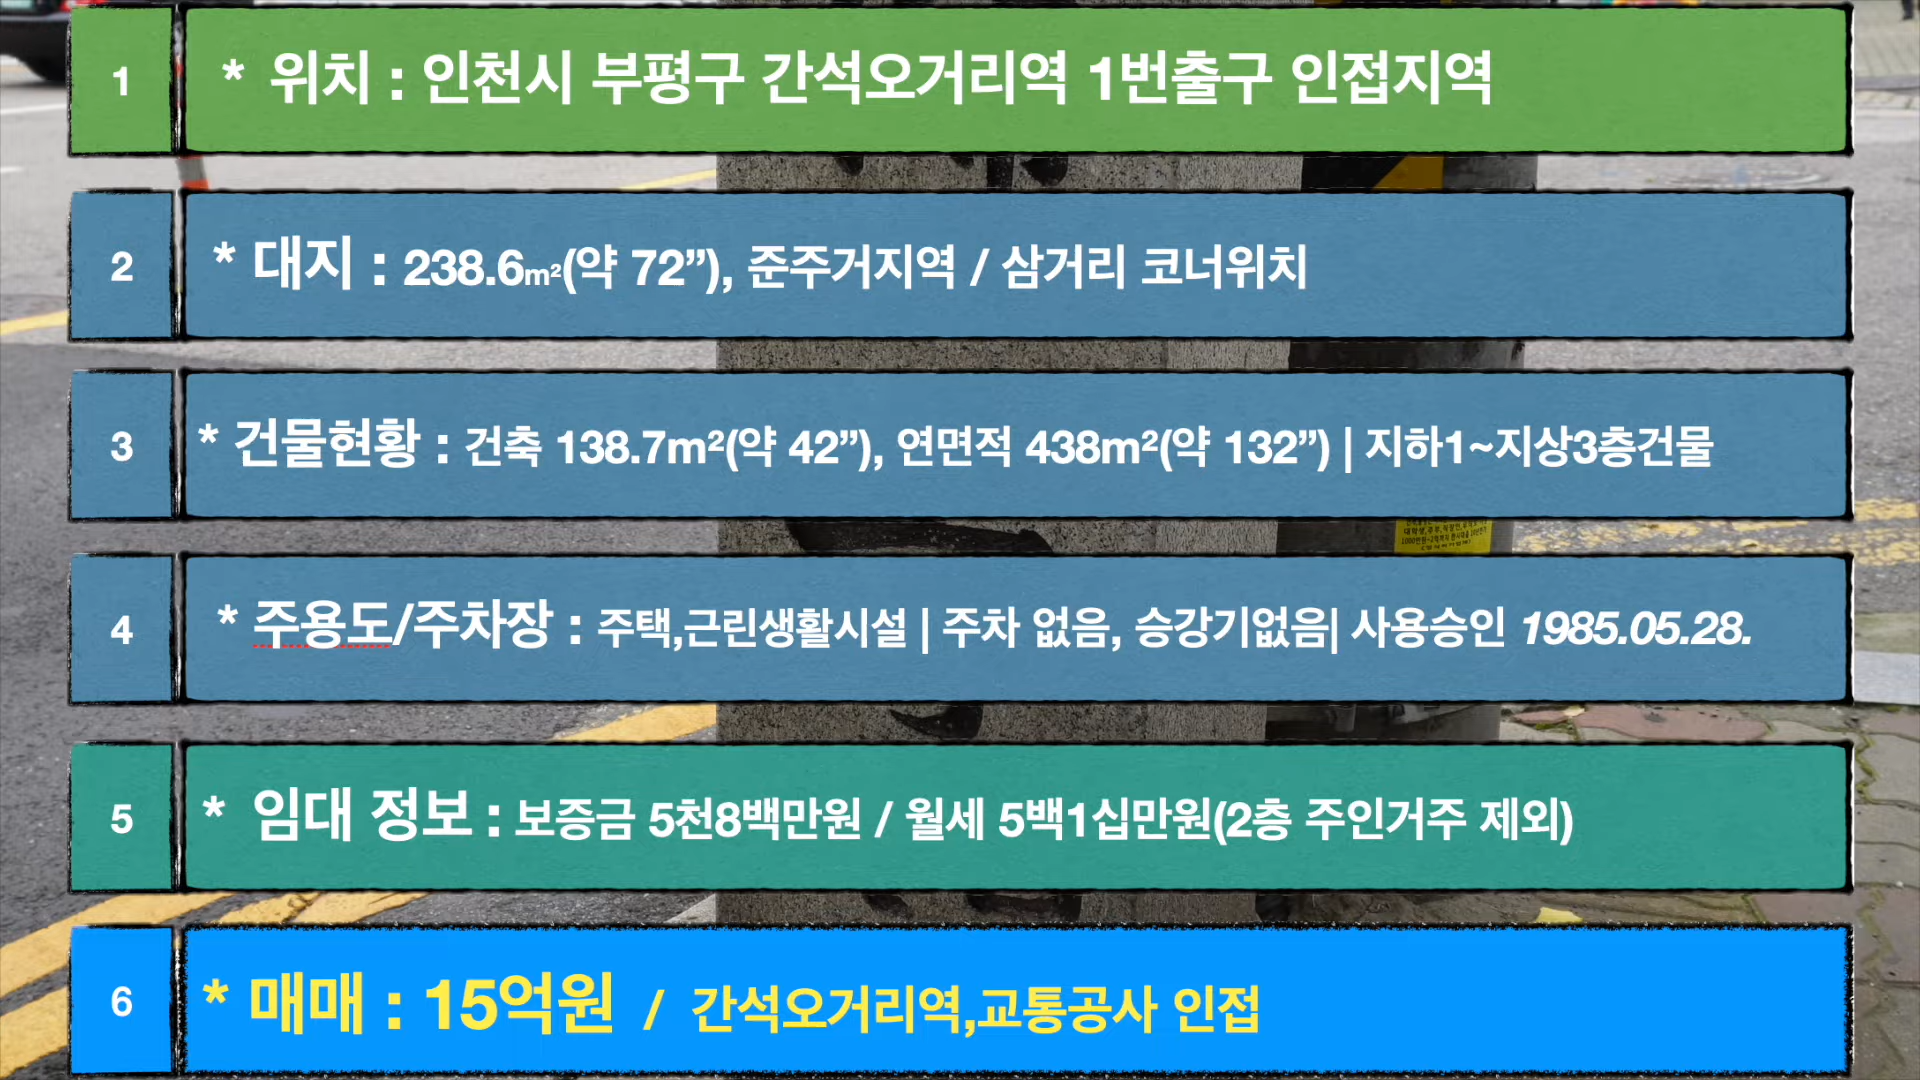 1
* 위치 : 인천시 부평구 간석오거리역 1번출구 인접지역
2
* 대지 : 238.6m²(약 72”), 준주거지역 / 삼거리 코너위치
3
* 건물현황 : 건축 138.7m²(약 42”), 연면적 438m²(약 132”) | 지하1~지상3층건물
4
* 주용도/주차장 : 주택,근린생활시설 | 주차 없음, 승강기없음| 사용승인 1985.05.28.
5
* 임대 정보 : 보증금 5천8백만원 / 월세 5백1십만원(2층 주인거주 제외)
6
* 매매 : 15억원 / 간석오거리역,교통공사 인접